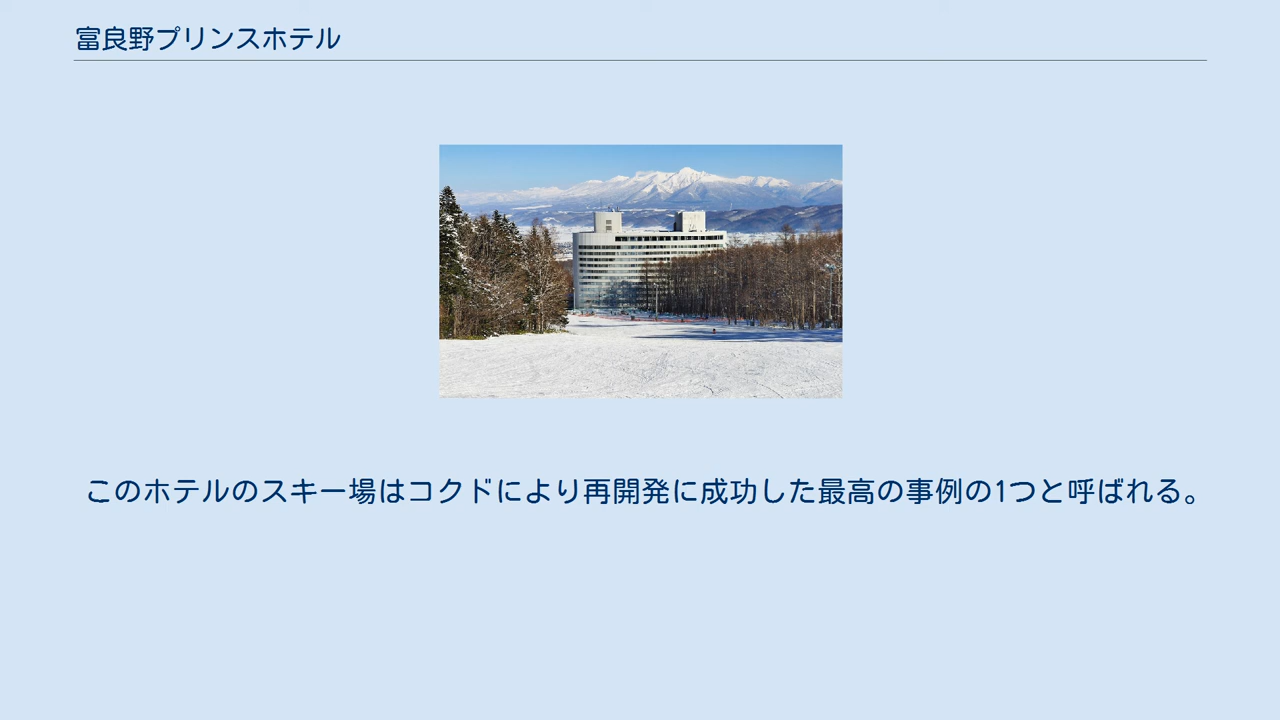 富良野プリンスホテル
このホテルのスキー場はコクドにより再開発に成功した最高の事例の1つと呼ばれる。